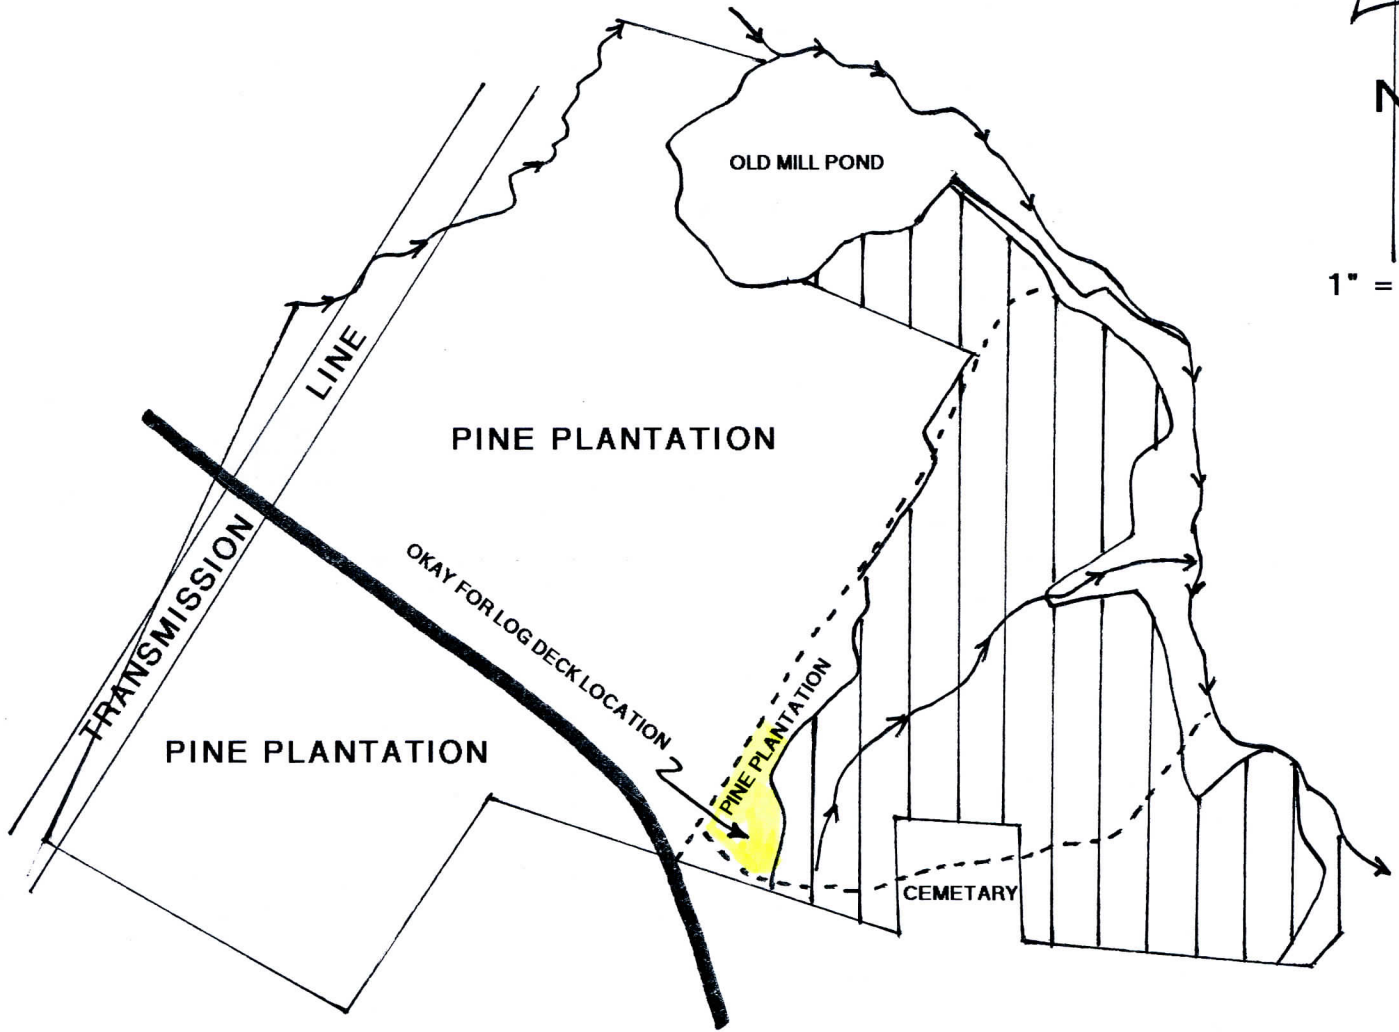 N
OLD MILL POND
1" =
LINE
PINE PLANTATION
TRANSMISSION
OKAY FOR LOG DECK LOCATION
PINE PLANTATION
PINE PLANTATION
CEMETARY